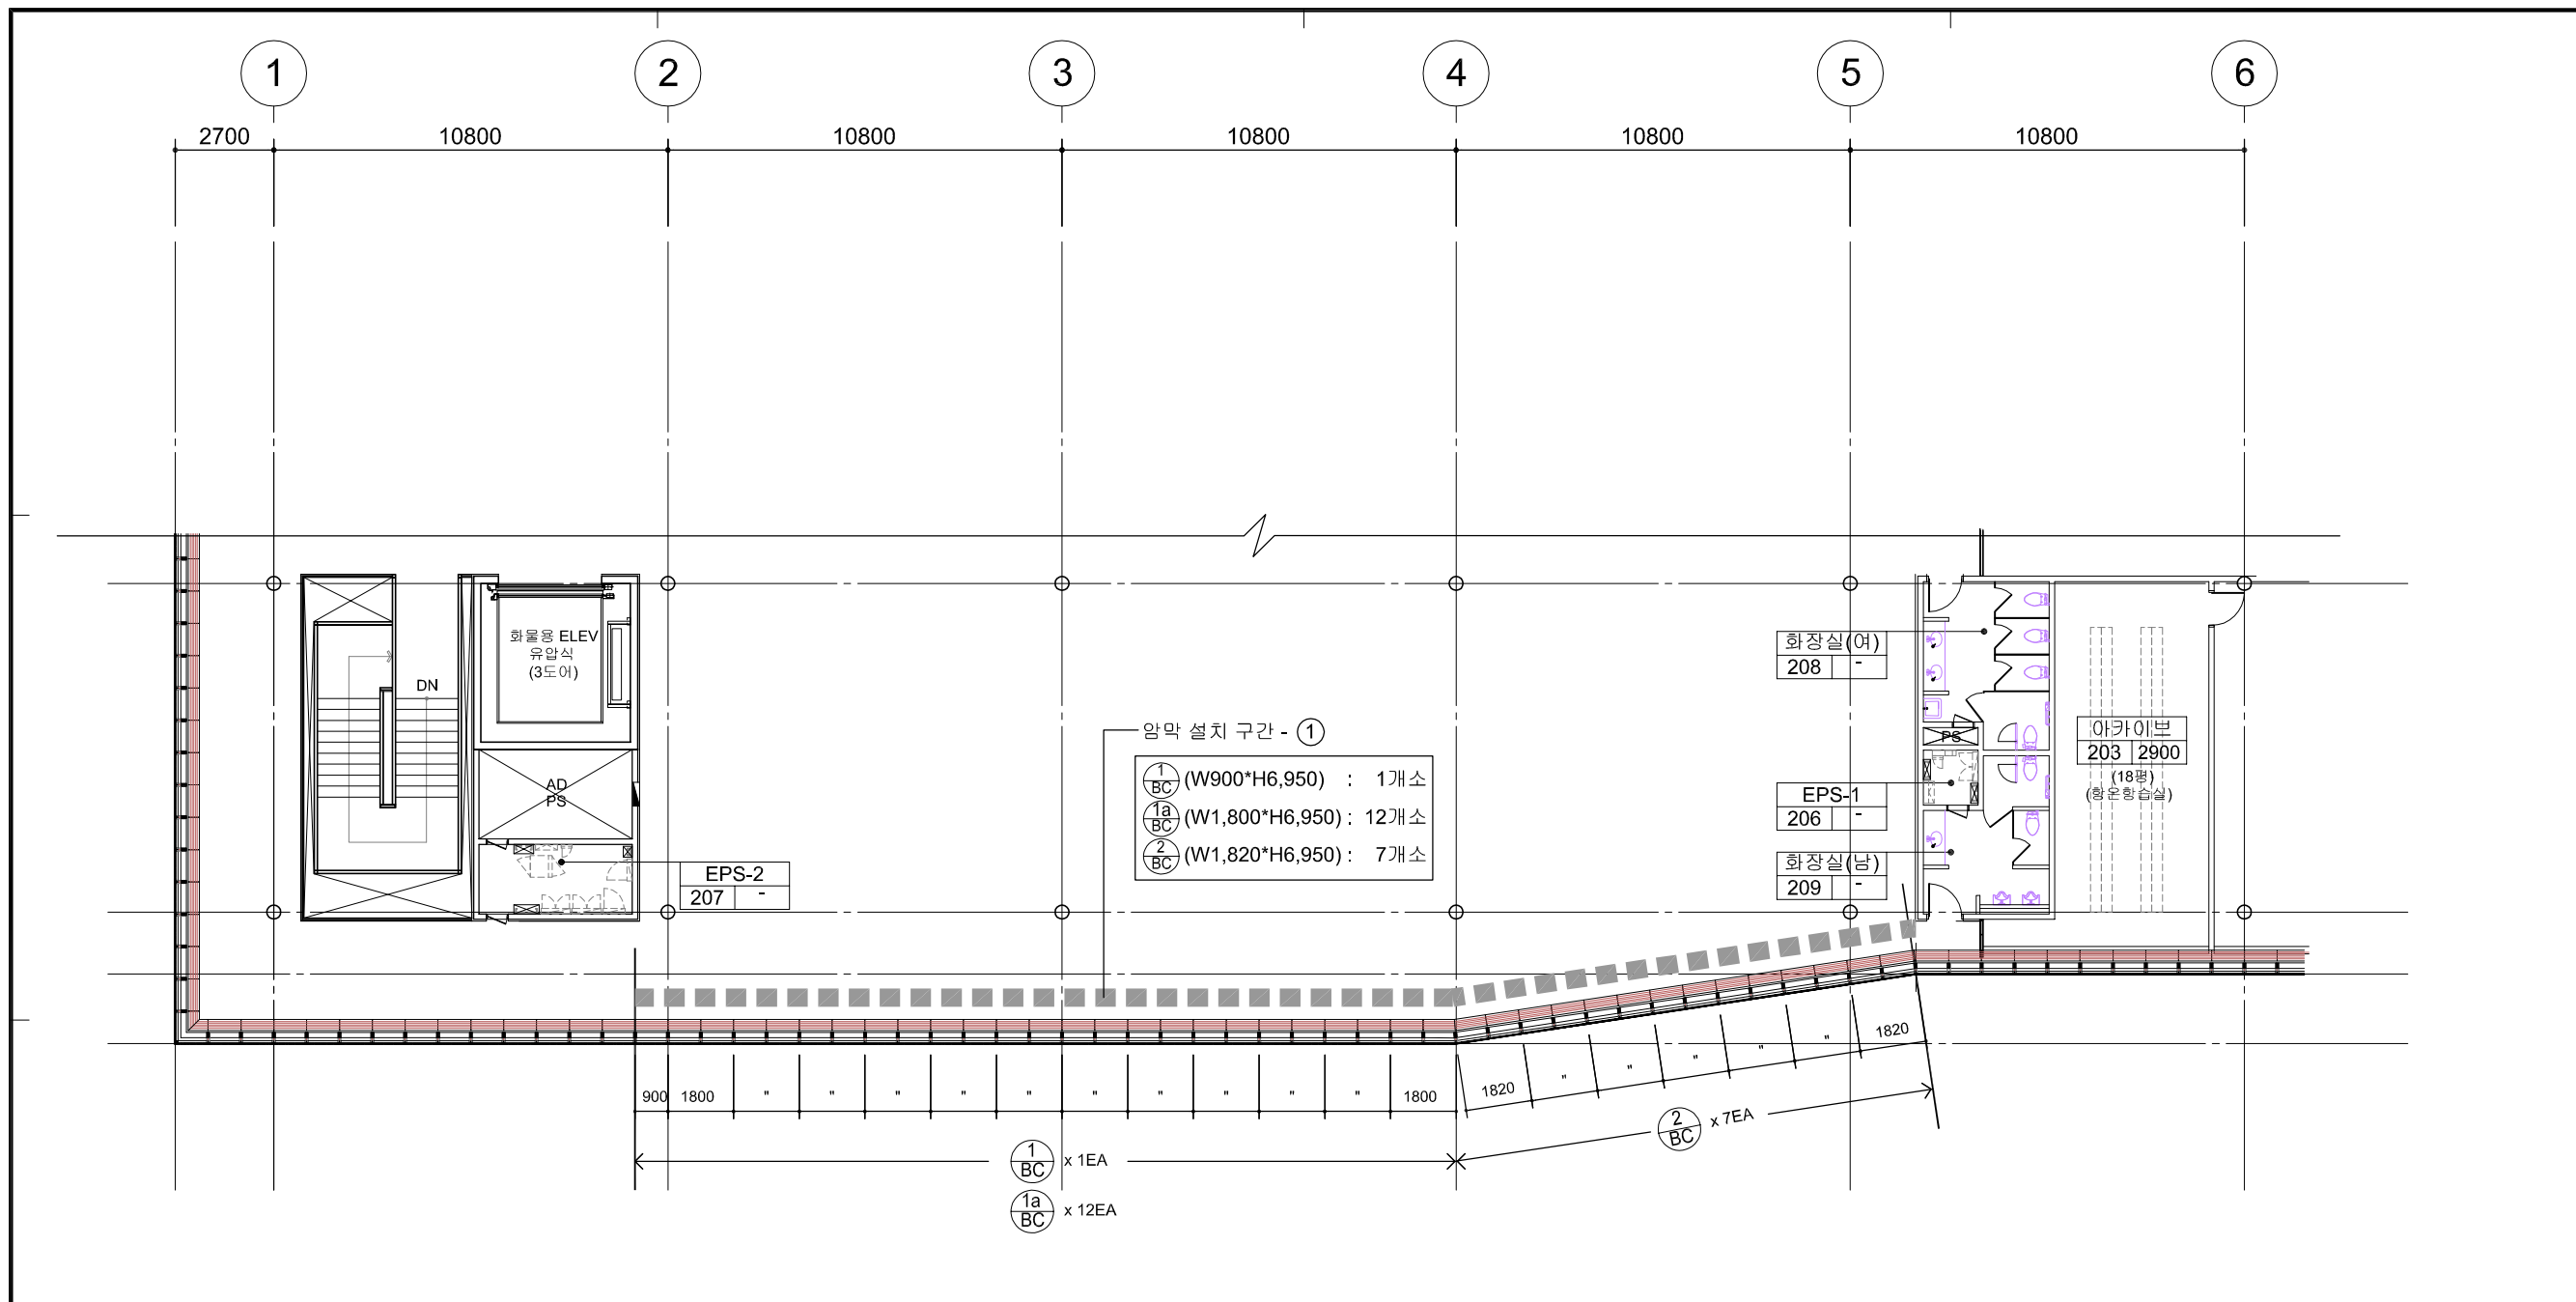 1 2 3 4 5 6
2700 10800 10800 10800 10800 10800
화물용 ELEV
유압식
(3도어)
DN
AD
PS
EPS-2
207 -
암막 설치 구간 - 1
1 BC (W900*H6,950) : 1개소
1a BC (W1,800*H6,950) : 12개소
2 BC (W1,820*H6,950) : 7개소
화장실(여)
208 -
PS
EPS-1
206 -
화장실(남)
209 -
아카이브
203 2900
(18평)
(항온항습실)
900 1800 " " " " " " " " " " 1800
1820 " " " " " 1820
1 BC x 1EA
1a BC x 12EA
2 BC x 7EA